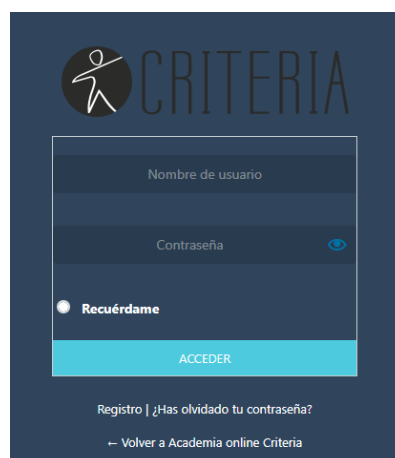 CRITERIA
Nombre de usuario
Contraseña
Recuérdame
ACCEDER
Registro | ¿Has olvidado tu contraseña?
← Volver a Academia online Criteria